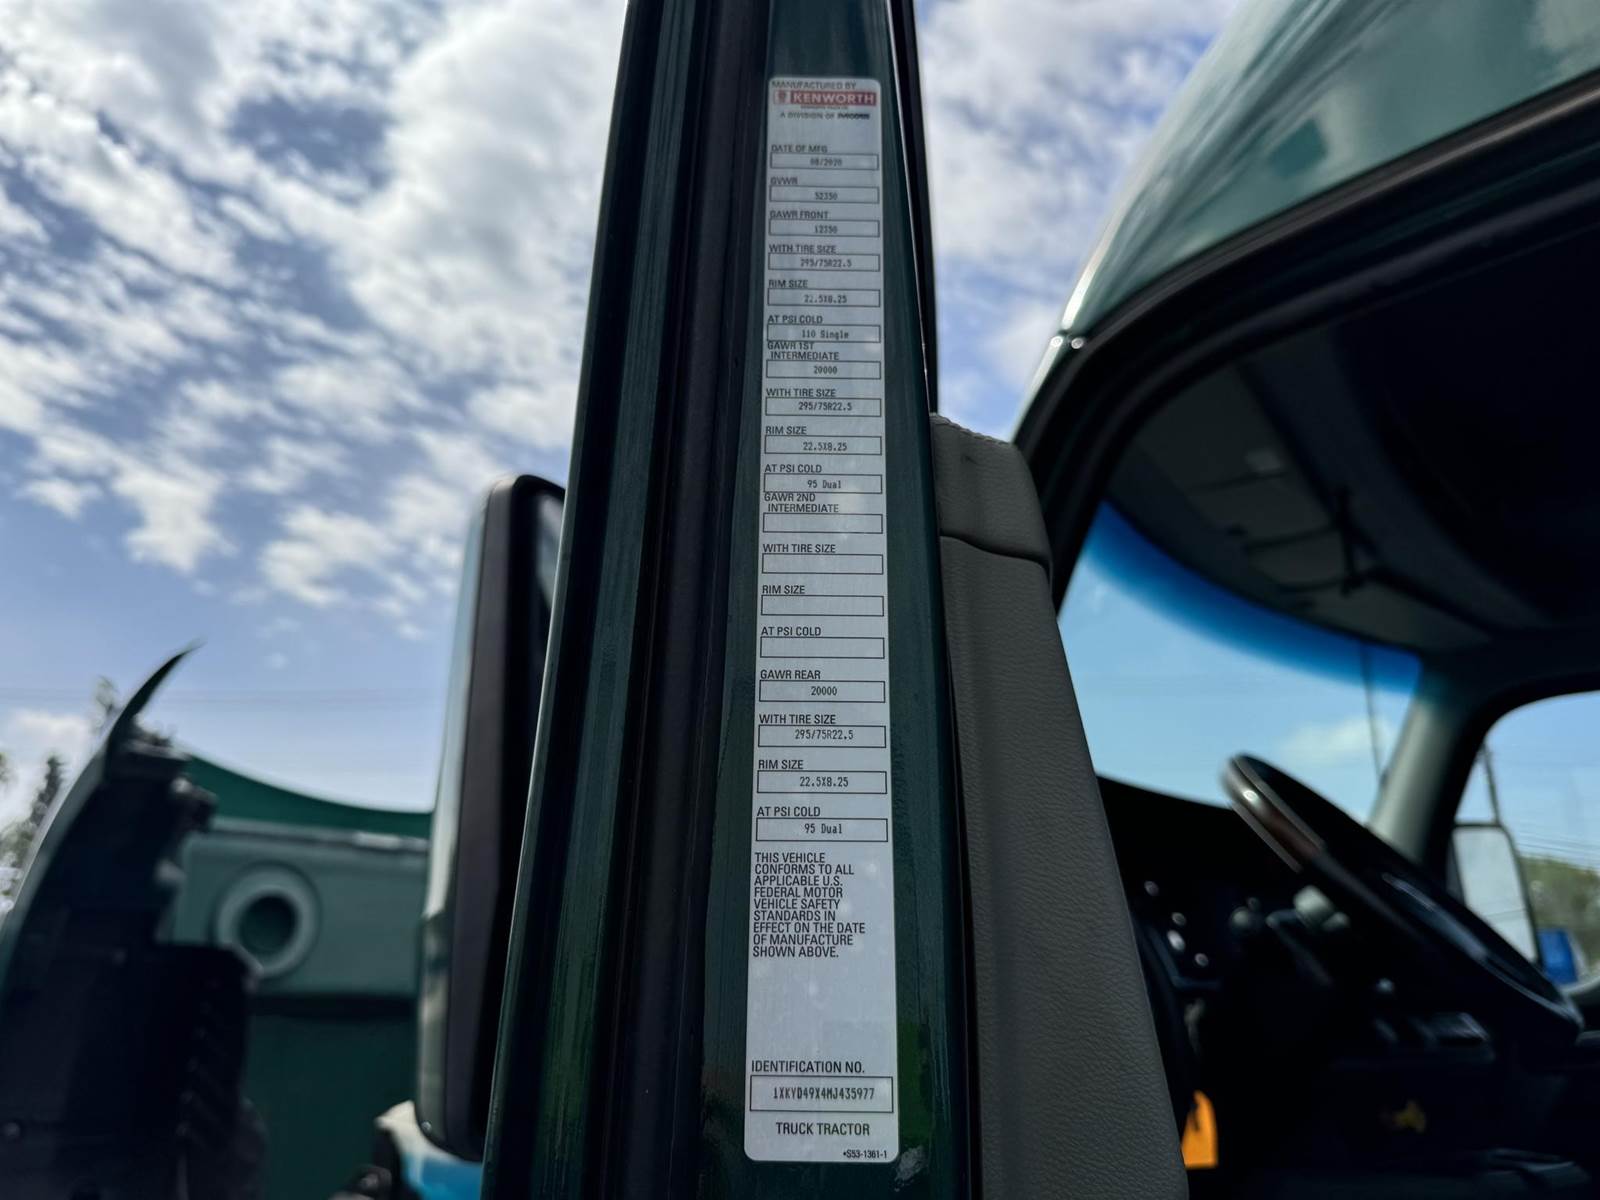 MANUFACTURED BY
KENWORTH
A DIVISION OF PACCAR
DATE OF MFG
08/2020
GVWR
52350
GAWR FRONT
12350
WITH TIRE SIZE
295/75R22.5
RIM SIZE
22.5X8.25
AT PSI COLD
110 Single
GAWR 1ST
INTERMEDIATE
20000
WITH TIRE SIZE
295/75R22.5
RIM SIZE
22.5X8.25
AT PSI COLD
95 Dual
GAWR 2ND
INTERMEDIATE
WITH TIRE SIZE
RIM SIZE
AT PSI COLD
GAWR REAR
20000
WITH TIRE SIZE
295/75R22.5
RIM SIZE
22.5X8.25
AT PSI COLD
95 Dual
THIS VEHICLE
CONFORMS TO ALL
APPLICABLE U.S.
FEDERAL MOTOR
VEHICLE SAFETY
STANDARDS IN
EFFECT ON THE DATE
OF MANUFACTURE
SHOWN ABOVE.
IDENTIFICATION NO.
1XKYD49X4MJ435977
TRUCK TRACTOR
•S53-1361-1